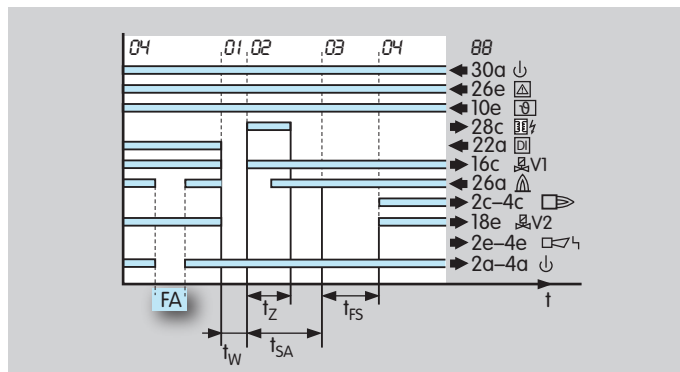 04 01 02 03 04 88
30a
26e
10e ϑ
28c
22a DI
16c V1
26a
2c–4c
18e V2
2e–4e
2a–4a
FA t
tZ tFS
tW tSA